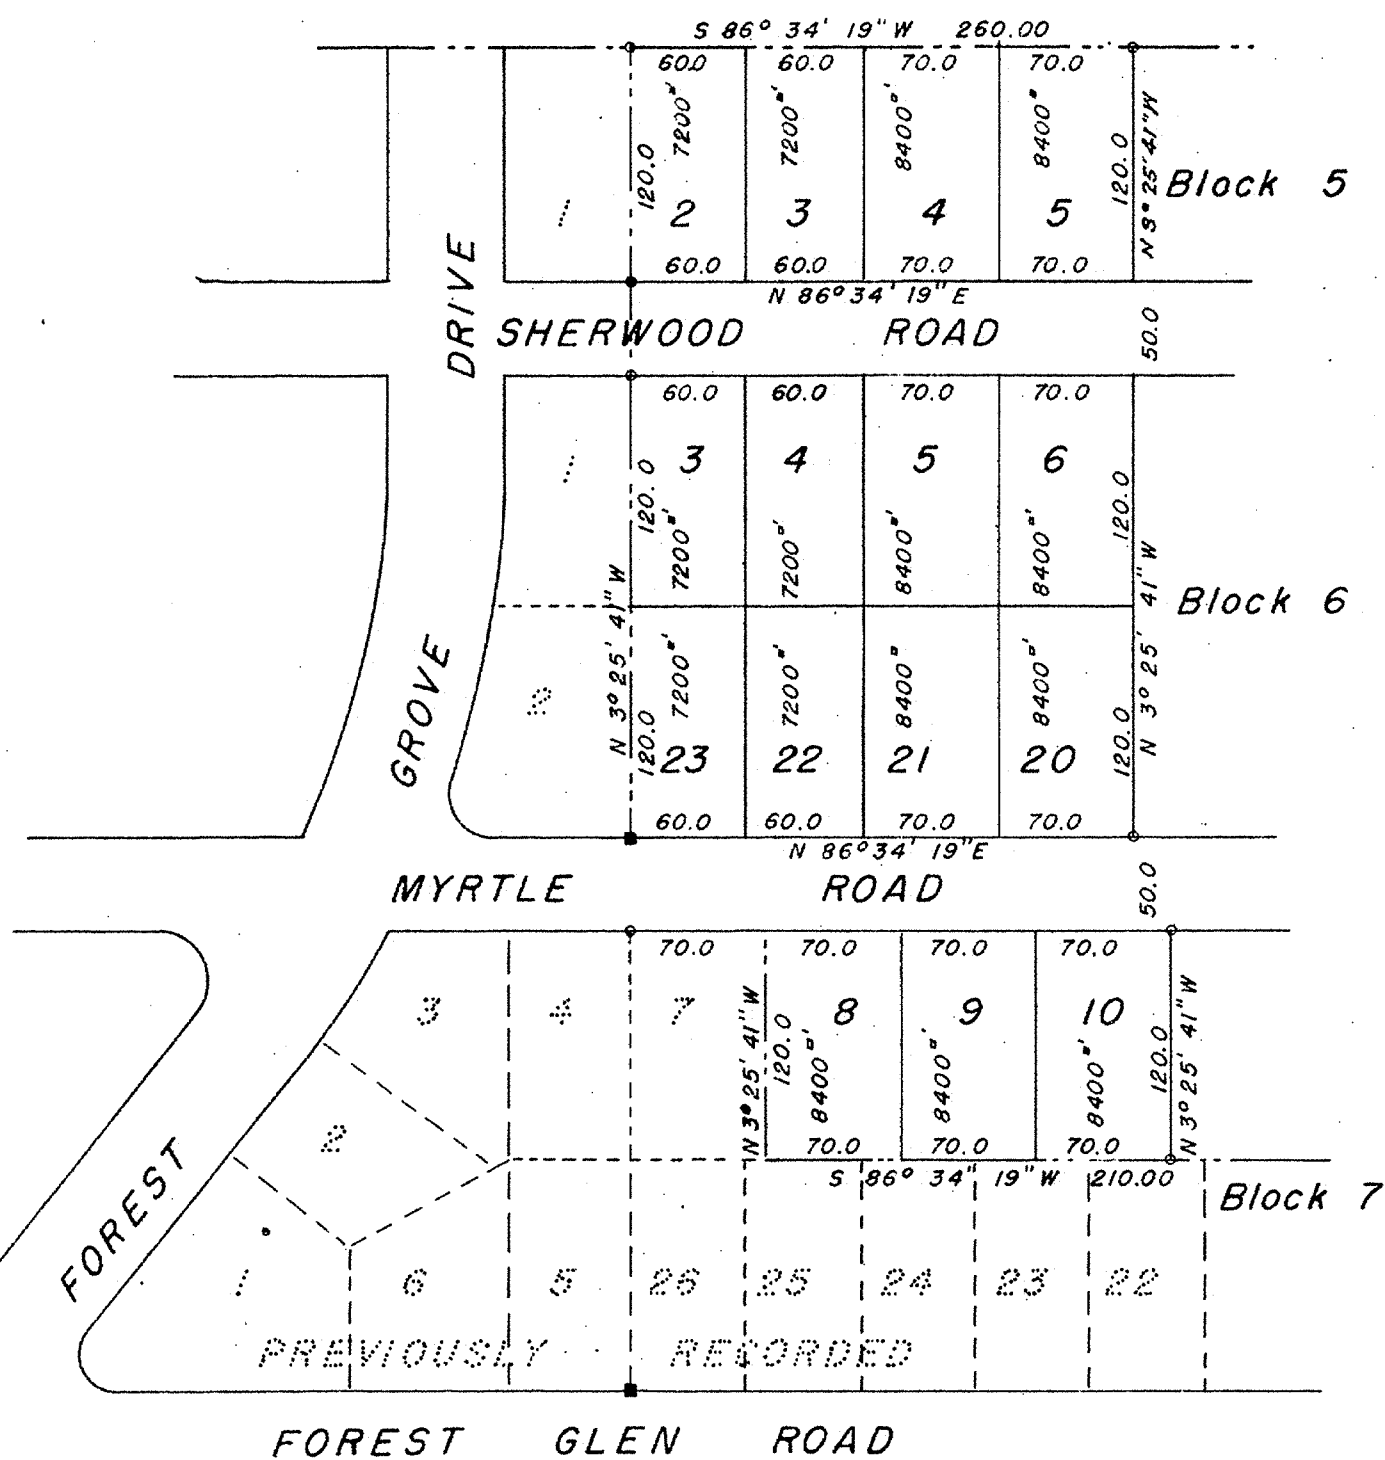 S 86° 34' 19" W 260.00
60.0 60.0 70.0 70.0
7200□' 7200□' 8400□' 8400□
120.0 120.0 N 3° 25' 41" W
Block 5
1 2 3 4 5
60.0 60.0 70.0 70.0
N 86° 34' 19" E
DRIVE
SHERWOOD ROAD
50.0
60.0 60.0 70.0 70.0
1 3 4 5 6
120.0 120.0
7200□' 7200□' 8400□' 8400□'
N 3° 25' 41" W N 3° 25' 41" W
Block 6
GROVE
7200□' 7200□' 8400□ 8400□'
2
120.0 120.0
23 22 21 20
60.0 60.0 70.0 70.0
N 86° 34' 19" E
MYRTLE ROAD
50.0
70.0 70.0 70.0 70.0
3 4 7 8 9 10
N 3° 25' 41" W 120.0 120.0 N 3° 25' 41" W
8400□' 8400□' 8400□'
2
70.0 70.0 70.0
S 86° 34" 19" W 210.00
Block 7
FOREST
1 6 5 26 25 24 23 22
PREVIOUSLY RECORDED
FOREST GLEN ROAD